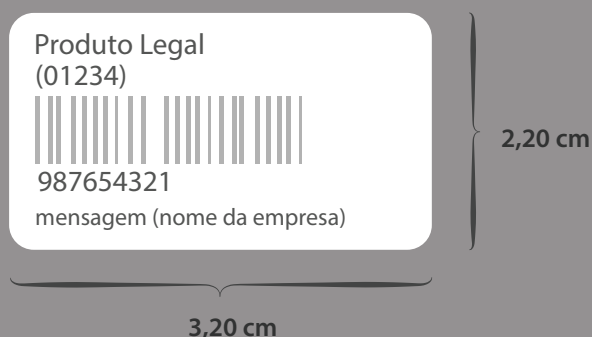 Produto Legal
(01234)
987654321
mensagem (nome da empresa)
2,20 cm
3,20 cm